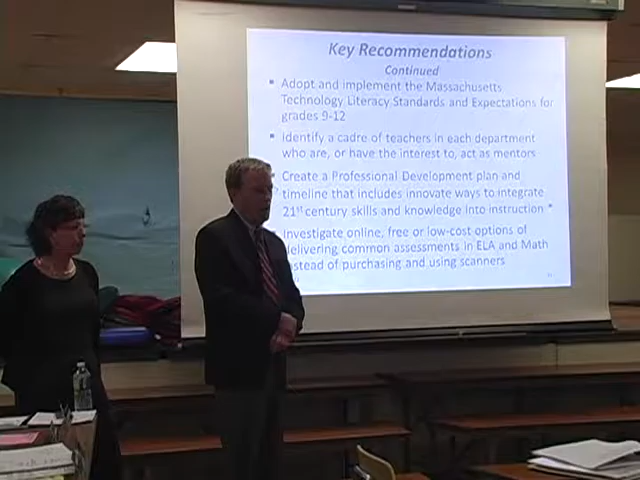 Key Recommendations
Continued
▪ Adopt and implement the Massachusetts
Technology Literacy Standards and Expectations for
grades 9-12
▪ Identify a cadre of teachers in each department
who are, or have the interest to, act as mentors
Create a Professional Development plan and
timeline that includes innovate ways to integrate
21st century skills and knowledge into instruction *
Investigate online, free or low-cost options of
delivering common assessments in ELA and Math
instead of purchasing and using scanners